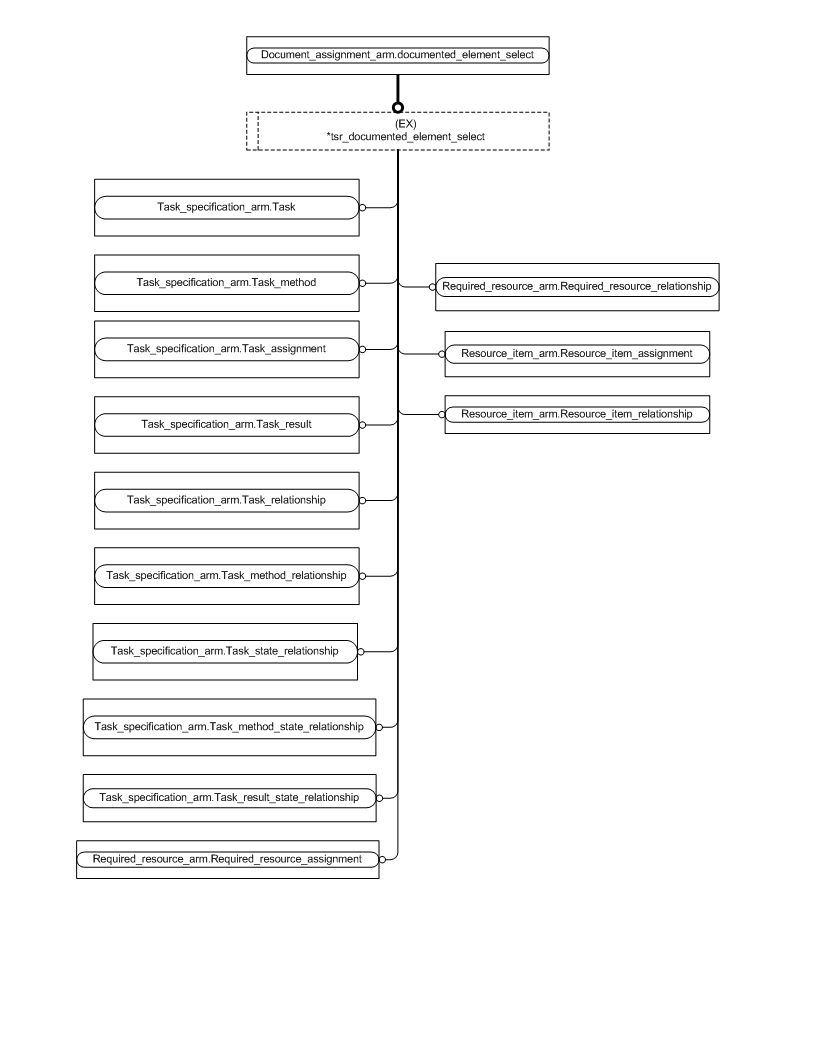 Document_assignment_arm.documented_element_select
(EX)
*tsr_documented_element_select
Task_specification_arm.Task
Task_specification_arm.Task_method
Required_resource_arm.Required_resource_relationship
Task_specification_arm.Task_assignment
Resource_item_arm.Resource_item_assignment
Resource_item_arm.Resource_item_relationship
Task_specification_arm.Task_result
Task_specification_arm.Task_relationship
Task_specification_arm.Task_method_relationship
Task_specification_arm.Task_state_relationship
Task_specification_arm.Task_method_state_relationship
Task_specification_arm.Task_result_state_relationship
Required_resource_arm.Required_resource_assignment